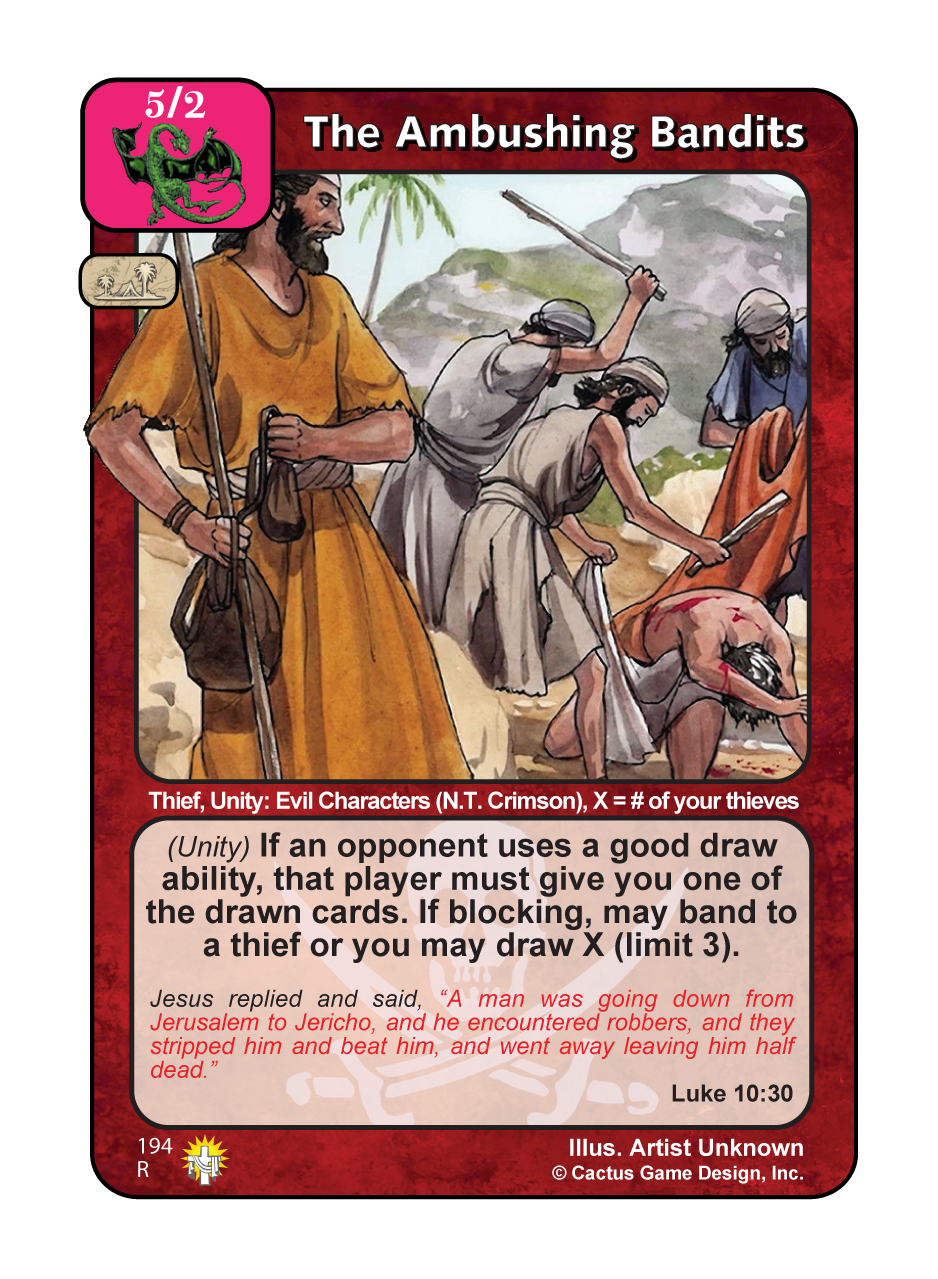 5/2
The Ambushing Bandits
Thief, Unity: Evil Characters (N.T. Crimson), X = # of your thieves
(Unity) If an opponent uses a good draw
ability, that player must give you one of
the drawn cards. If blocking, may band to
a thief or you may draw X (limit 3).
Jesus replied and said, “A man was going down from
Jerusalem to Jericho, and he encountered robbers, and they
stripped him and beat him, and went away leaving him half
dead.”
Luke 10:30
194
R
Illus. Artist Unknown
© Cactus Game Design, Inc.